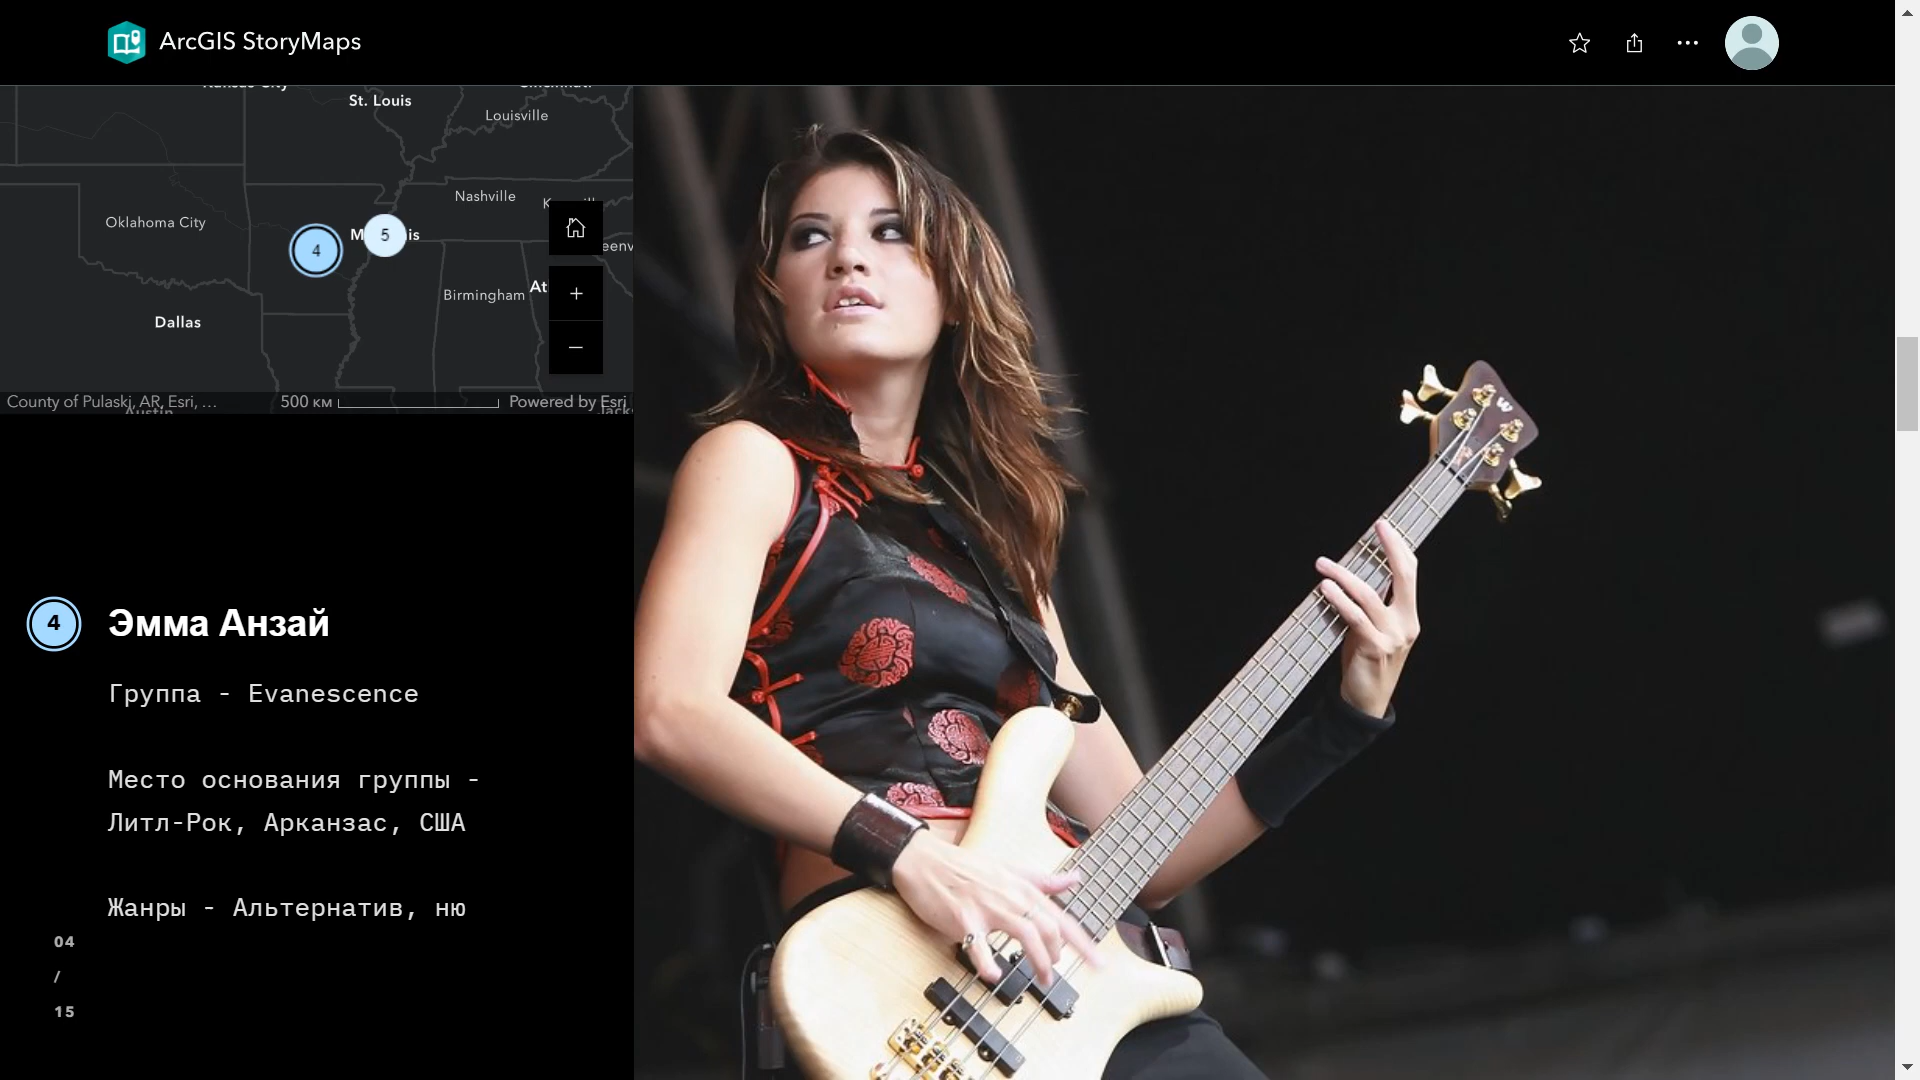 ArcGIS StoryMaps
St. Louis
Louisville
Nashville
Oklahoma City
4
5
Birmingham
Dallas
+
−
County of Pulaski, AR, Esri, ...
500 км
Powered by Esri
4
Эмма Анзай
Группа - Evanescence
Место основания группы -
Литл-Рок, Арканзас, США
Жанры - Альтернатив, ню
04
/
15
W